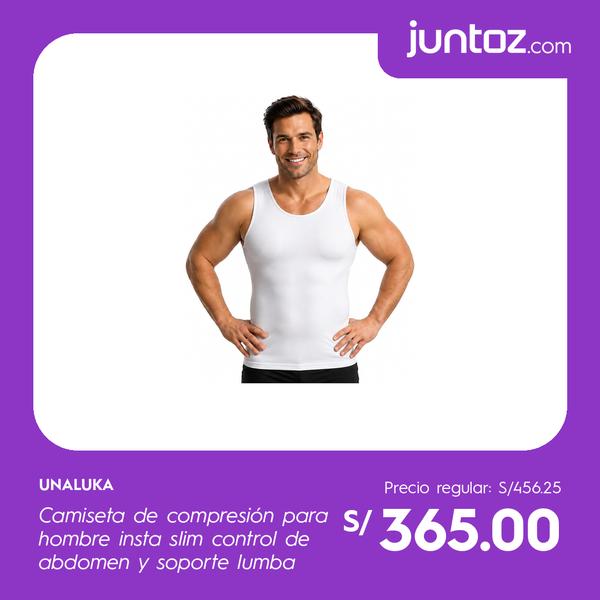 juntoz.com
UNALUKA
Camiseta de compresión para
hombre insta slim control de
abdomen y soporte lumba
Precio regular: S/456.25
S/ 365.00